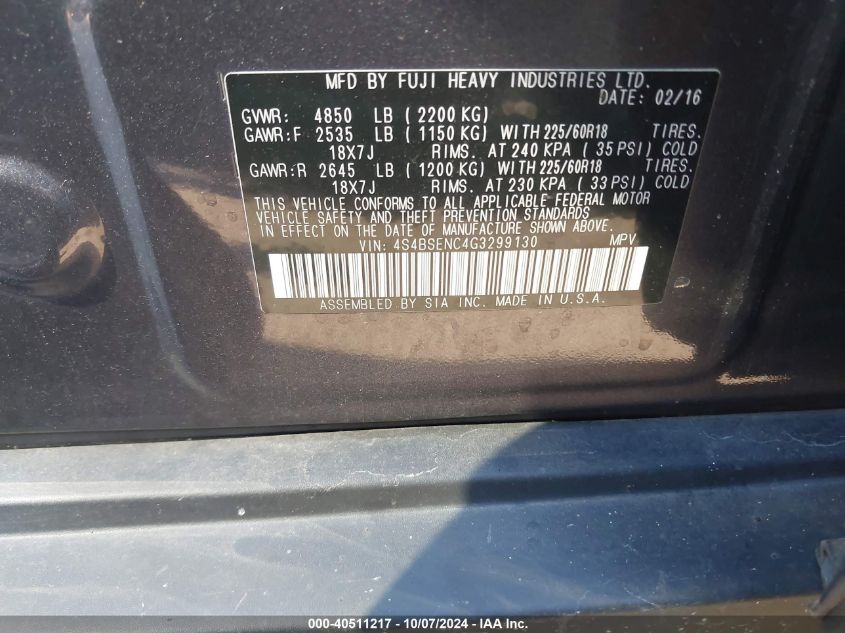 MFD BY FUJI HEAVY INDUSTRIES LTD.
DATE: 02/16
GVWR: 4850 LB ( 2200 KG)
GAWR:F 2535 LB ( 1150 KG) WITH 225/60R18 TIRES.
18X7J RIMS. AT 240 KPA ( 35 PSI) COLD
GAWR:R 2645 LB ( 1200 KG) WITH 225/60R18 TIRES.
18X7J RIMS. AT 230 KPA ( 33 PSI) COLD
THIS VEHICLE CONFORMS TO ALL APPLICABLE FEDERAL MOTOR
VEHICLE SAFETY AND THEFT PREVENTION STANDARDS
IN EFFECT ON THE DATE OF MANUFACTURE SHOWN ABOVE.
VIN: 4S4BSENC4G3299130 MPV
ASSEMBLED BY SIA INC. MADE IN U.S.A.
000-40511217 - 10/07/2024 - IAA Inc.